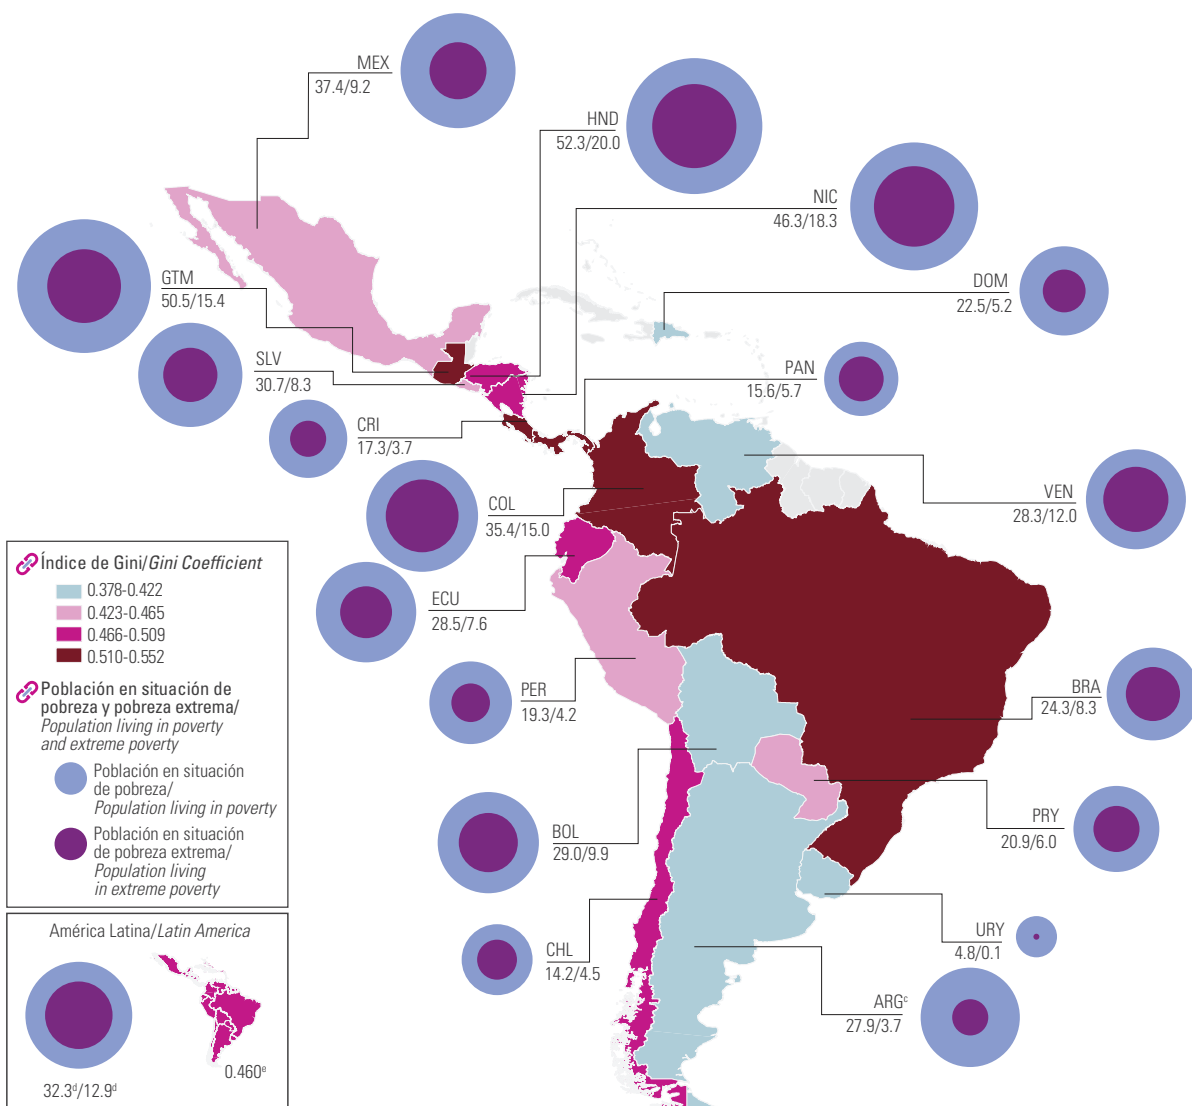 MEX
37.4/9.2
HND
52.3/20.0
NIC
46.3/18.3
GTM
50.5/15.4
DOM
22.5/5.2
SLV
30.7/8.3
PAN
15.6/5.7
CRI
17.3/3.7
COL
35.4/15.0
VEN
28.3/12.0
ECU
28.5/7.6
PER
19.3/4.2
BRA
24.3/8.3
BOL
29.0/9.9
PRY
20.9/6.0
CHL
14.2/4.5
URY
4.8/0.1
ARGᶜ
27.9/3.7
Índice de Gini/Gini Coefficient
0.378-0.422
0.423-0.465
0.466-0.509
0.510-0.552
Población en situación de
pobreza y pobreza extrema/
Population living in poverty
and extreme poverty
Población en situación
de pobreza/
Population living in poverty
Población en situación
de pobreza extrema/
Population living
in extreme poverty
América Latina/Latin America
0.460ᵉ
32.3ᵈ/12.9ᵈ